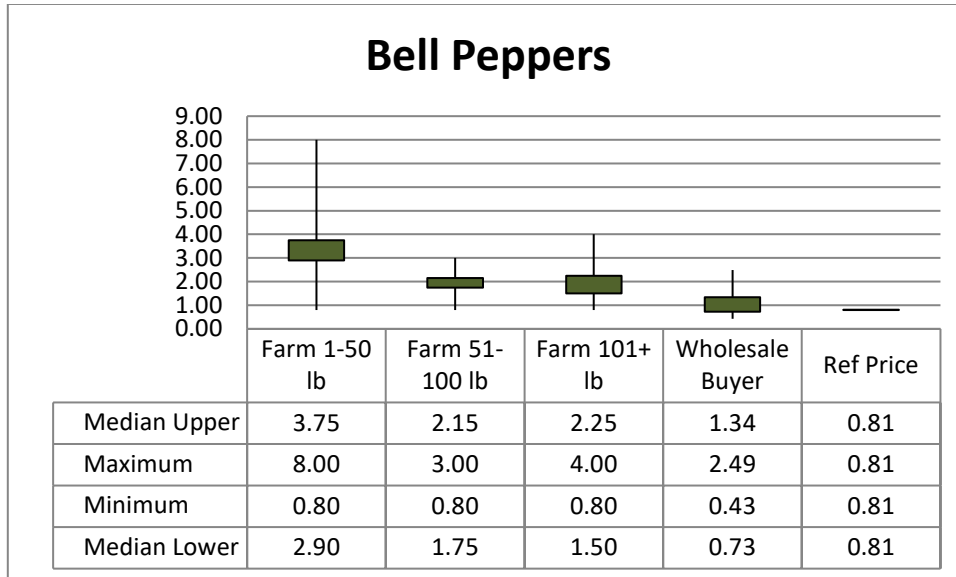 Bell Peppers
9.00
8.00
7.00
6.00
5.00
4.00
3.00
2.00
1.00
0.00
Farm 1-50 lb
Farm 51-100 lb
Farm 101+ lb
Wholesale Buyer
Ref Price
Median Upper 3.75 2.15 2.25 1.34 0.81
Maximum 8.00 3.00 4.00 2.49 0.81
Minimum 0.80 0.80 0.80 0.43 0.81
Median Lower 2.90 1.75 1.50 0.73 0.81